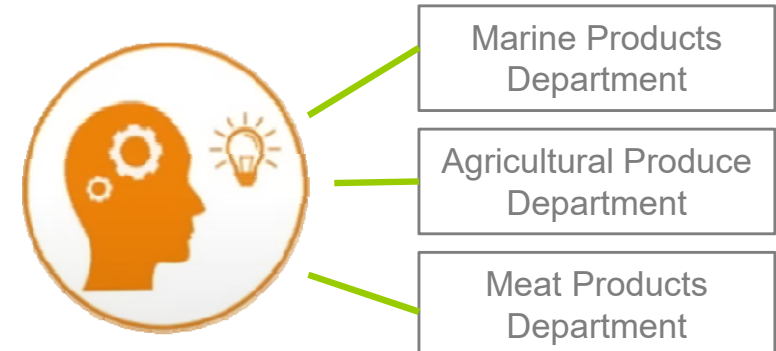 Marine Products
Department
Agricultural Produce
Department
Meat Products
Department